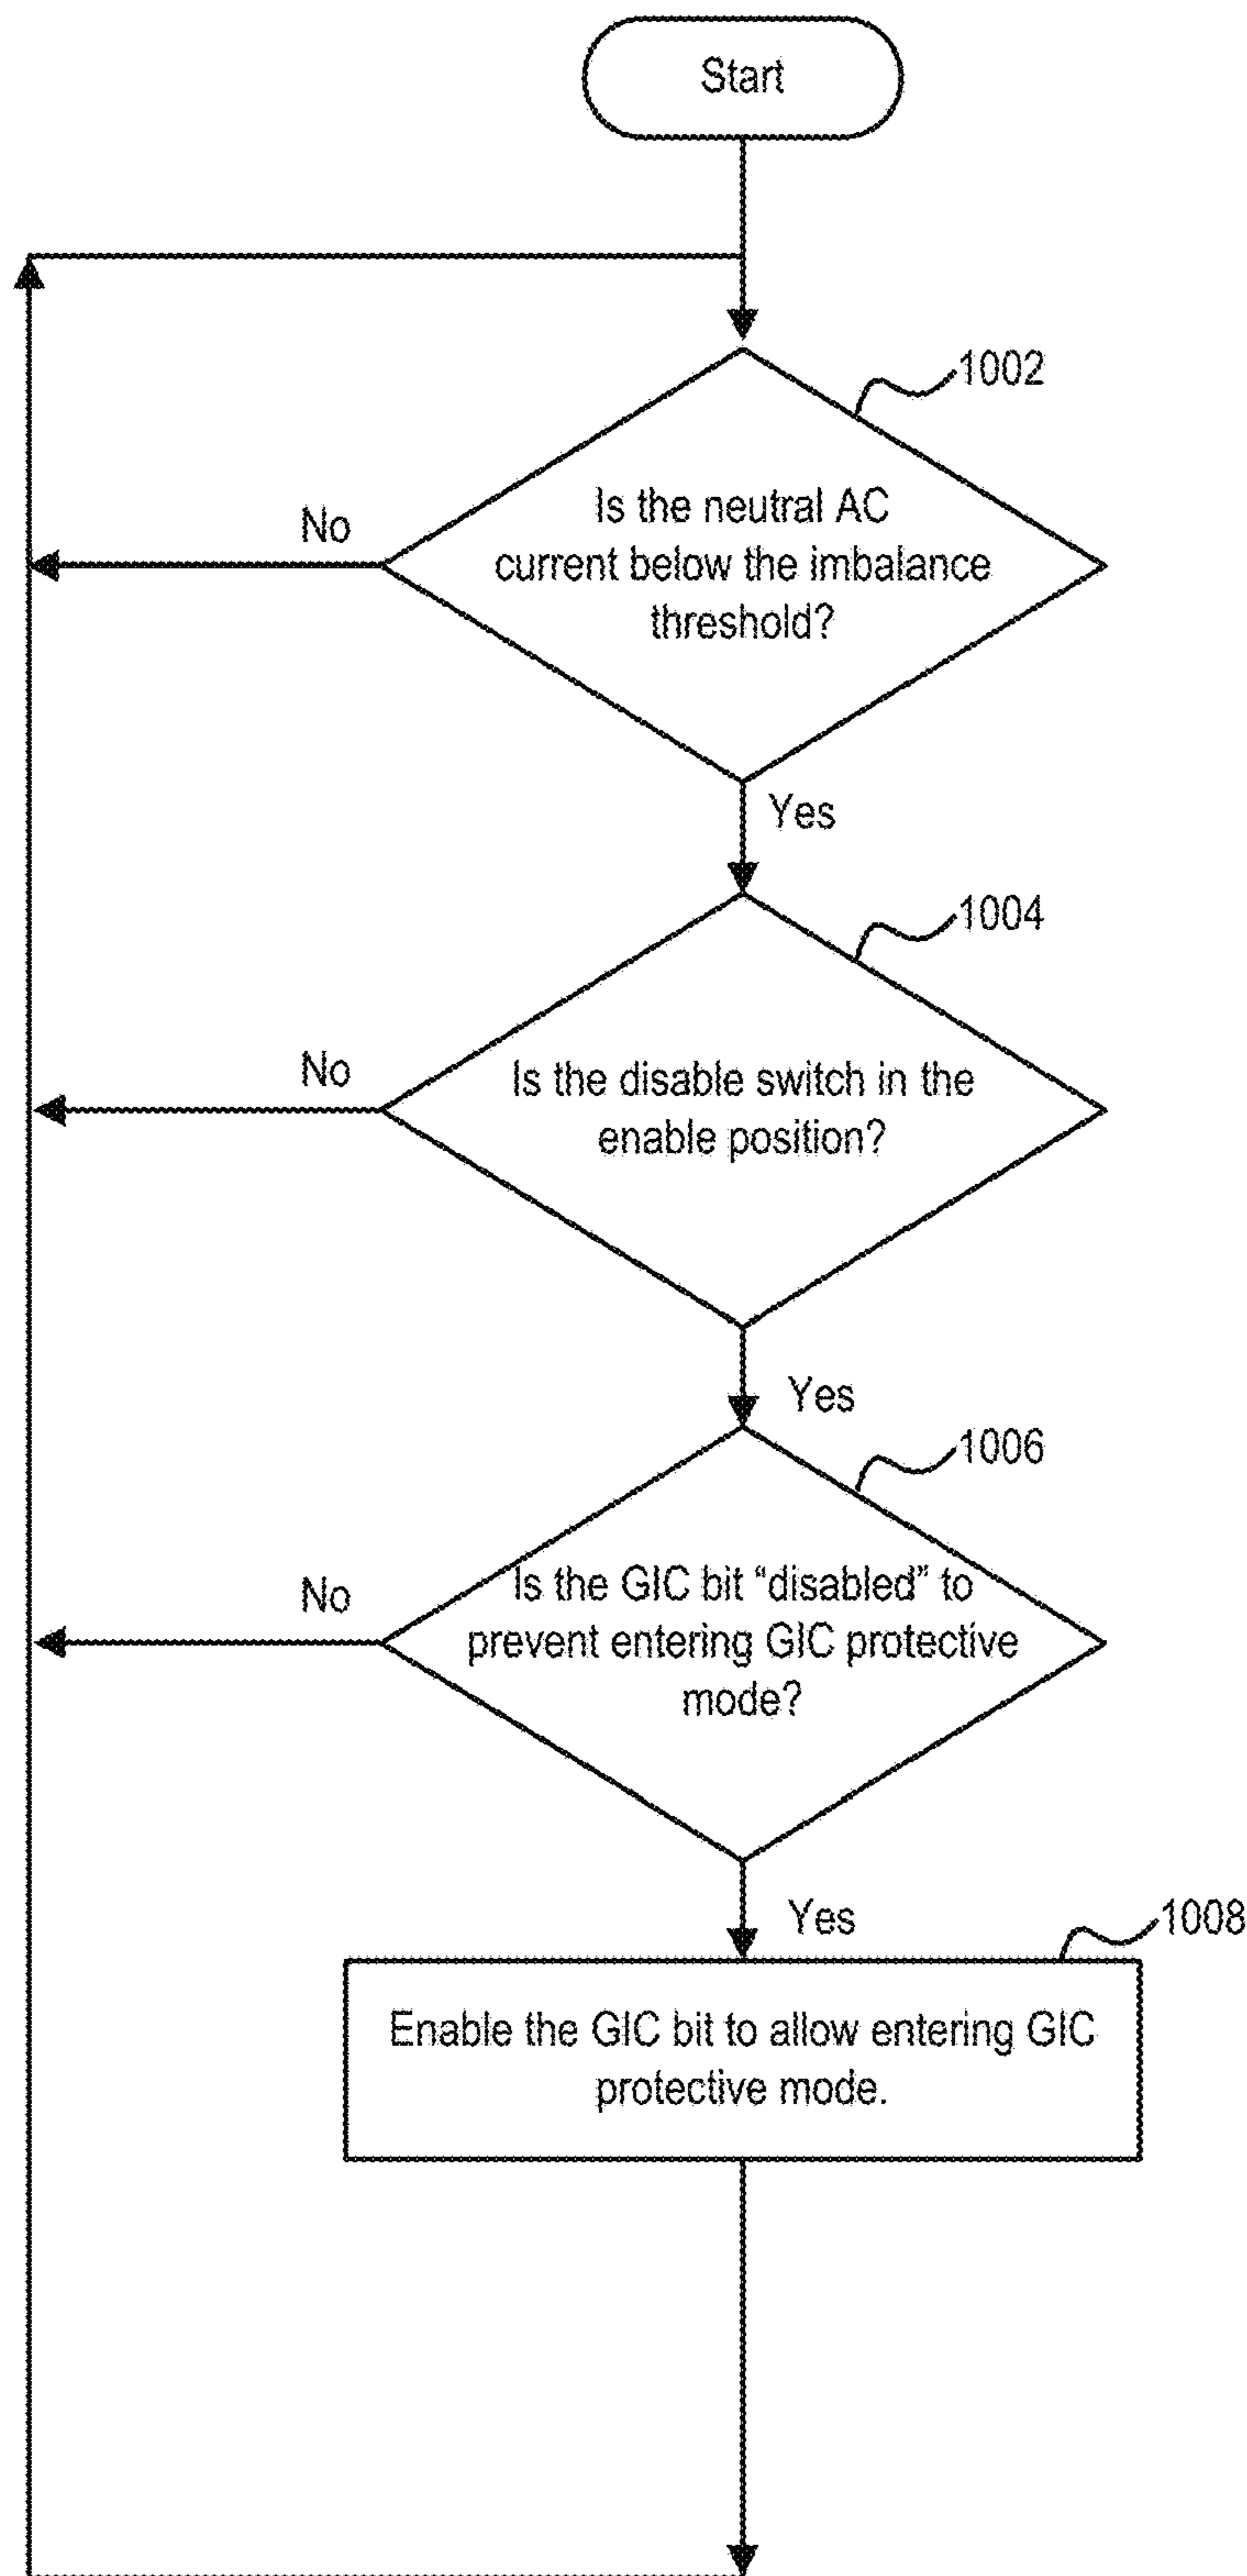 Start
1002
Is the neutral AC
current below the imbalance
threshold?
No
Yes
1004
Is the disable switch in the
enable position?
No
Yes
1006
Is the GIC bit “disabled” to
prevent entering GIC protective
mode?
No
Yes
1008
Enable the GIC bit to allow entering GIC
protective mode.